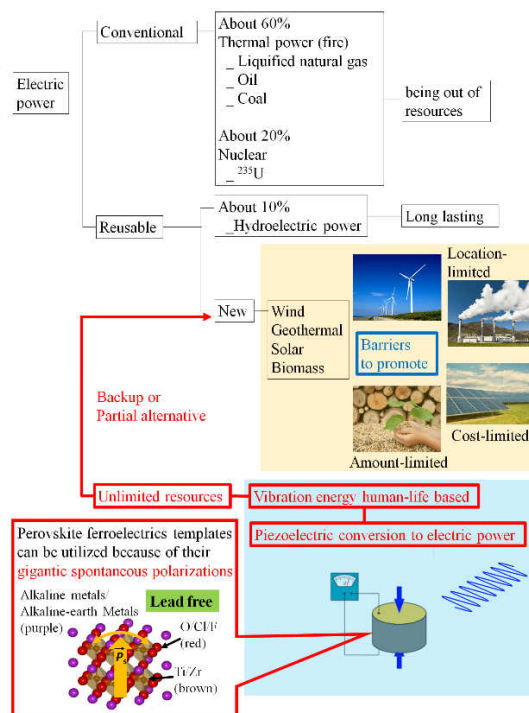 About 60%
Conventional
Thermal power (fire)
_ Liquified natural gas
_ Oil
_ Coal
Electric
power
being out of
resources
About 20%
Nuclear
_ ²³⁵U
About 10%
_Hydroelectric power
Reusable
Long lasting
Location-
limited
New
Wind
Geothermal
Solar
Biomass
Barriers
to promote
Backup or
Partial alternative
Cost-limited
Amount-limited
Unlimited resources
Vibration energy human-life based
Piezoelectric conversion to electric power
Perovskite ferroelectrics templates
can be utilized because of their
gigantic spontaneous polarizations
Alkaline metals/
Alkaline-earth Metals
(purple)
Lead free
O/Cl/F
(red)
Ps
Ti/Zr
(brown)